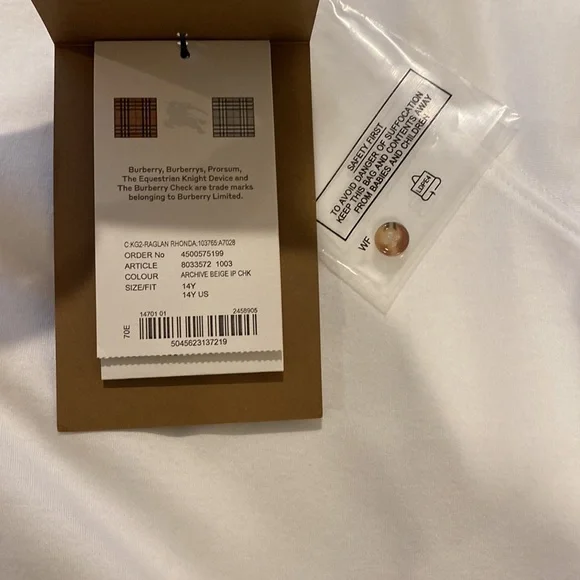 Burberry, Burberrys, Prorsum,
The Equestrian Knight Device and
The Burberry Check are trade marks
belonging to Burberry Limited.
C:KG2-RAGLAN RHONDA:103765:A7028
ORDER No 4500575199
ARTICLE 8033572 1003
COLOUR ARCHIVE BEIGE IP CHK
SIZE/FIT 14Y
14Y US
14701 01 2458905
70E
5045623137219
SAFETY FIRST
TO AVOID DANGER OF SUFFOCATION
KEEP THIS BAG AND CONTENTS AWAY
FROM BABIES AND CHILDREN
WF